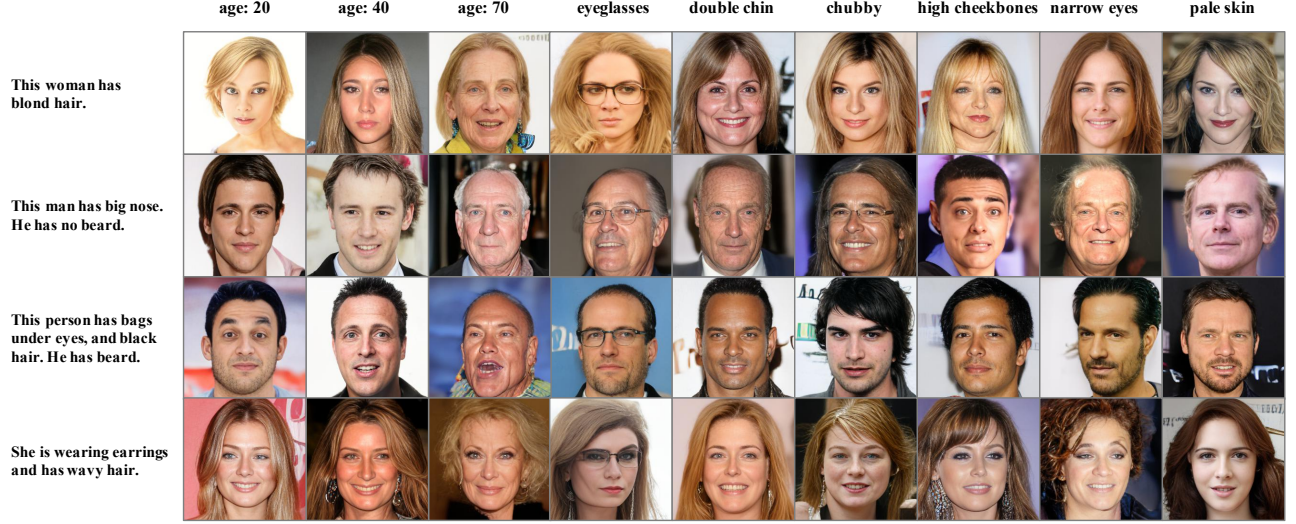 age: 20 age: 40 age: 70 eyeglasses double chin chubby high cheekbones narrow eyes pale skin
This woman has
blond hair.
This man has big nose.
He has no beard.
This person has bags
under eyes, and black
hair. He has beard.
She is wearing earrings
and has wavy hair.